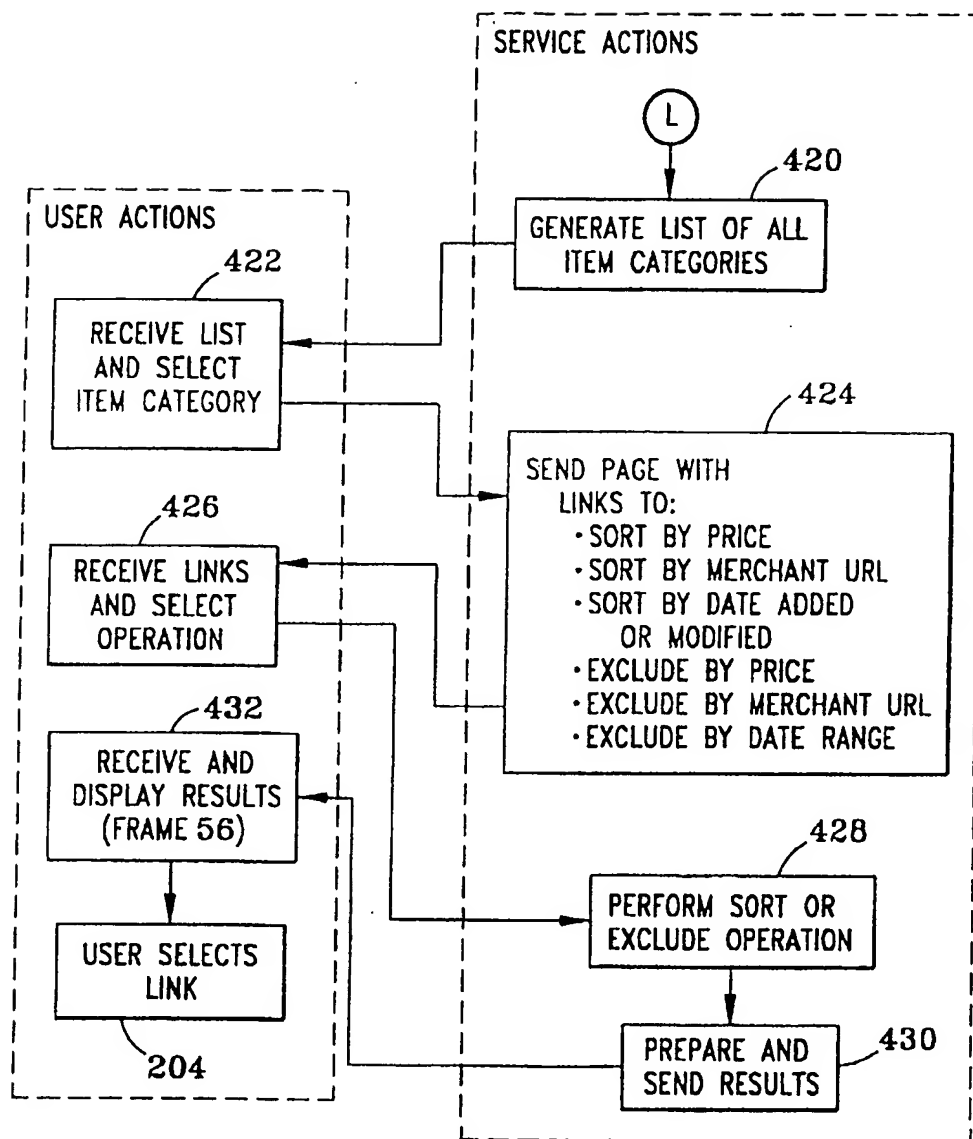 SERVICE ACTIONS
L
420
GENERATE LIST OF ALL
ITEM CATEGORIES
USER ACTIONS
422
RECEIVE LIST
AND SELECT
ITEM CATEGORY
424
SEND PAGE WITH
LINKS TO:
·SORT BY PRICE
·SORT BY MERCHANT URL
·SORT BY DATE ADDED
OR MODIFIED
·EXCLUDE BY PRICE
·EXCLUDE BY MERCHANT URL
·EXCLUDE BY DATE RANGE
426
RECEIVE LINKS
AND SELECT
OPERATION
432
RECEIVE AND
DISPLAY RESULTS
(FRAME 56)
428
PERFORM SORT OR
EXCLUDE OPERATION
USER SELECTS
LINK
204
430
PREPARE AND
SEND RESULTS